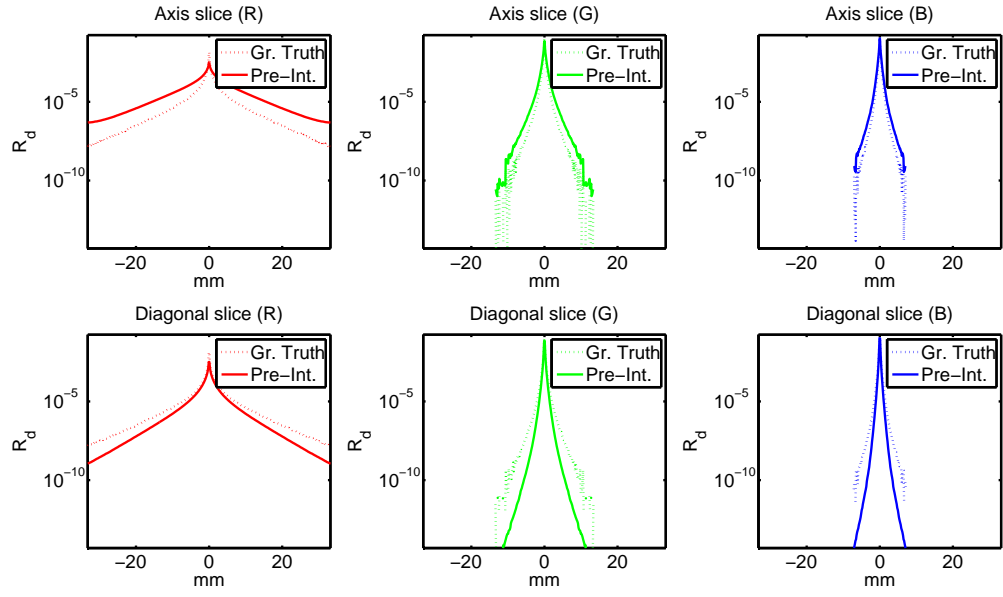 Axis slice (R)
Gr. Truth
Pre−Int.
10^−5
10^−10
R_d
−20 0 20
mm
Axis slice (G)
Gr. Truth
Pre−Int.
10^−5
10^−10
R_d
−20 0 20
mm
Axis slice (B)
Gr. Truth
Pre−Int.
10^−5
10^−10
R_d
−20 0 20
mm
Diagonal slice (R)
Gr. Truth
Pre−Int.
10^−5
10^−10
R_d
−20 0 20
mm
Diagonal slice (G)
Gr. Truth
Pre−Int.
10^−5
10^−10
R_d
−20 0 20
mm
Diagonal slice (B)
Gr. Truth
Pre−Int.
10^−5
10^−10
R_d
−20 0 20
mm